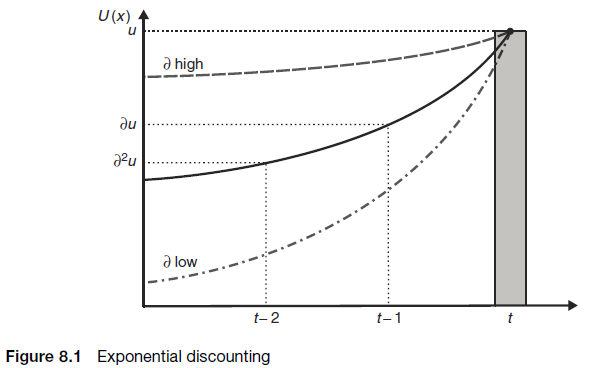 U(x)
u
∂ high
∂u
∂²u
∂ low
t–2
t–1
t
Figure 8.1 Exponential discounting